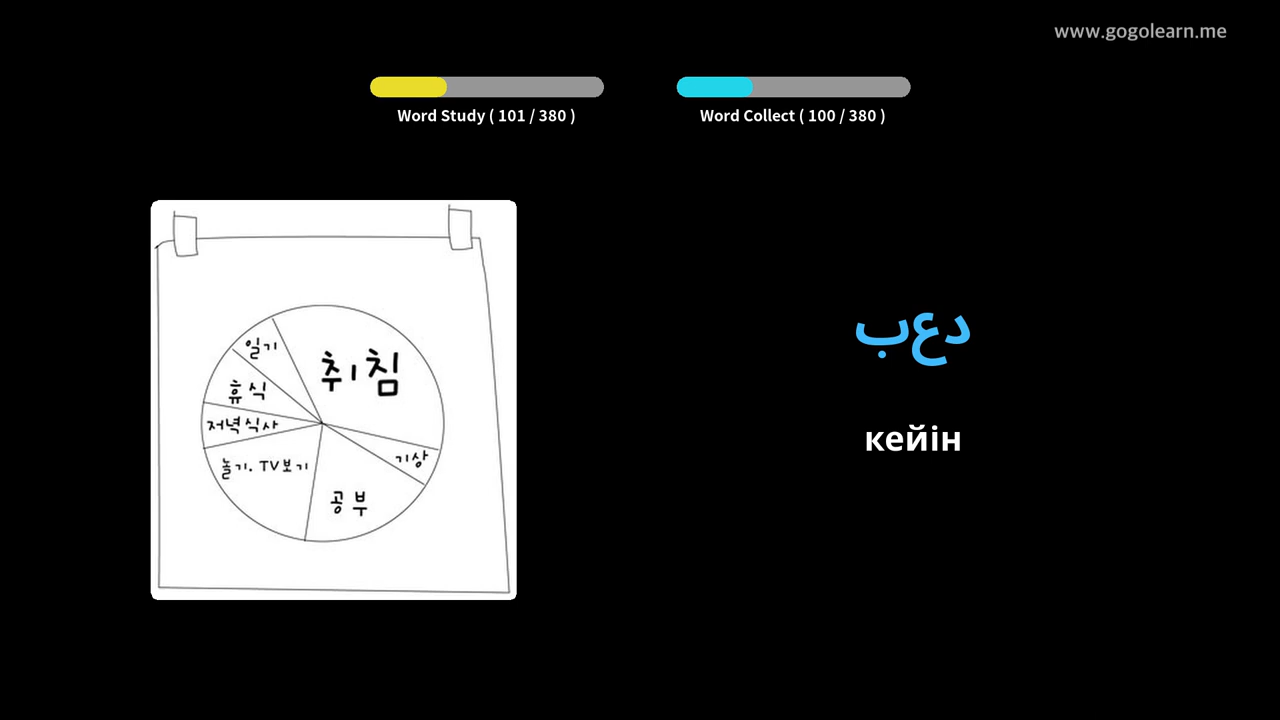 www.gogolearn.me
Word Study ( 101 / 380 )
Word Collect ( 100 / 380 )
일기
취침
휴식
저녁식사
기상
놀기. TV보기
공부
دعب
кейін